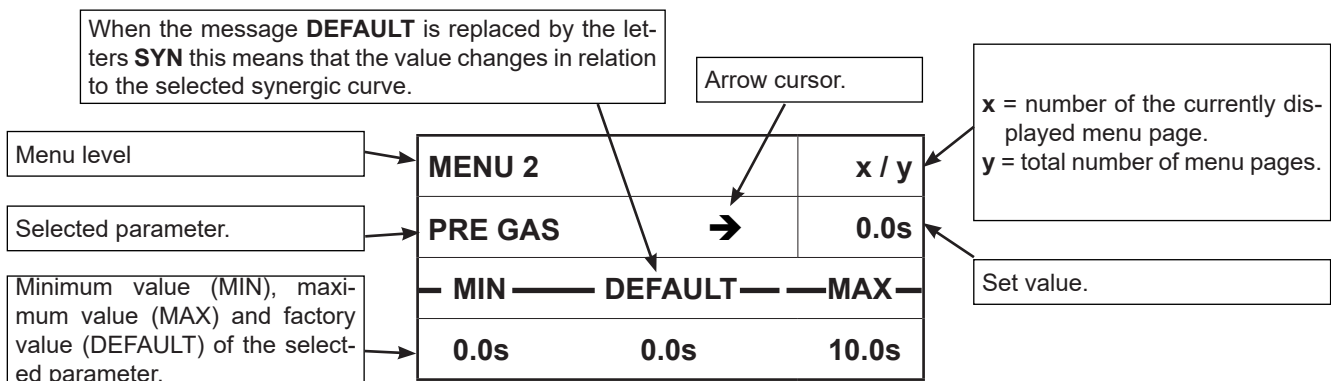 When the message DEFAULT is replaced by the let-
ters SYN this means that the value changes in relation
to the selected synergic curve.
Arrow cursor.
x = number of the currently dis-
played menu page.
y = total number of menu pages.
Menu level
MENU 2 x / y
Selected parameter.
PRE GAS ➔ 0.0s
Set value.
Minimum value (MIN), maxi-
mum value (MAX) and factory
value (DEFAULT) of the select-
ed parameter.
MIN DEFAULT MAX
0.0s 0.0s 10.0s